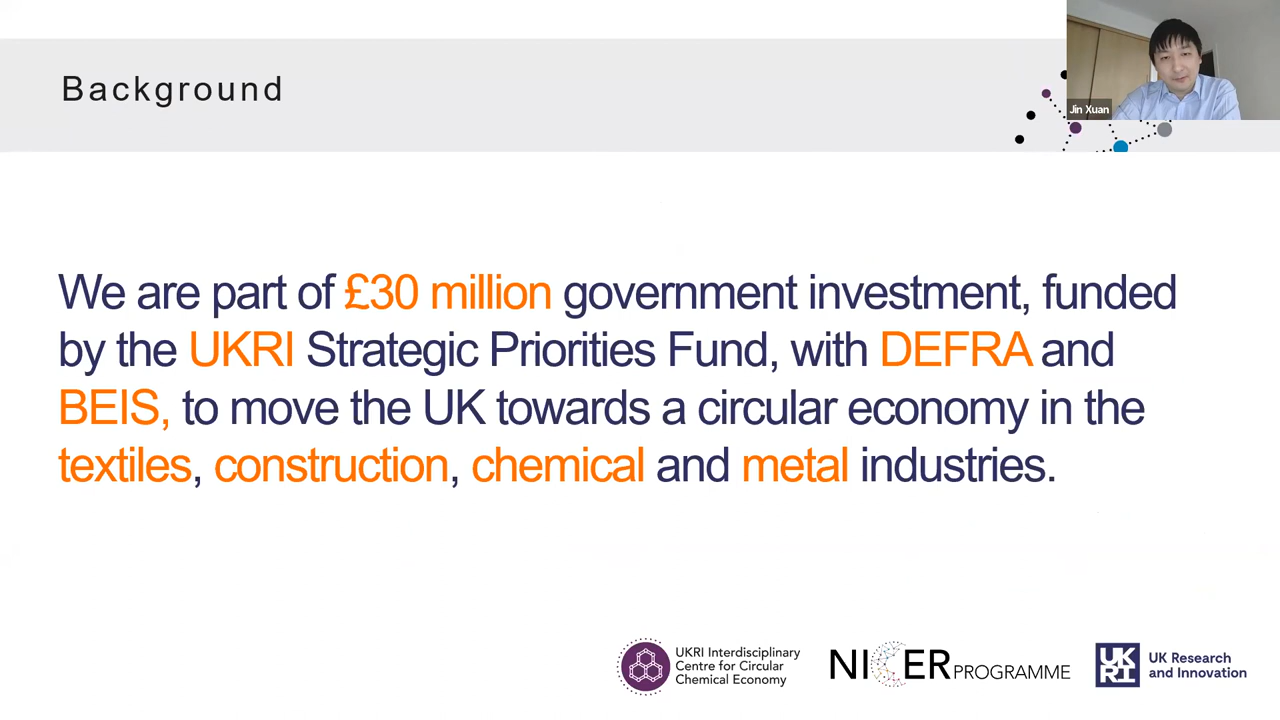 Background
Jin Xuan
We are part of £30 million government investment, funded
by the UKRI Strategic Priorities Fund, with DEFRA and
BEIS, to move the UK towards a circular economy in the
textiles, construction, chemical and metal industries.
UKRI Interdisciplinary
Centre for Circular
Chemical Economy
NICER PROGRAMME
UK
RI
UK Research
and Innovation